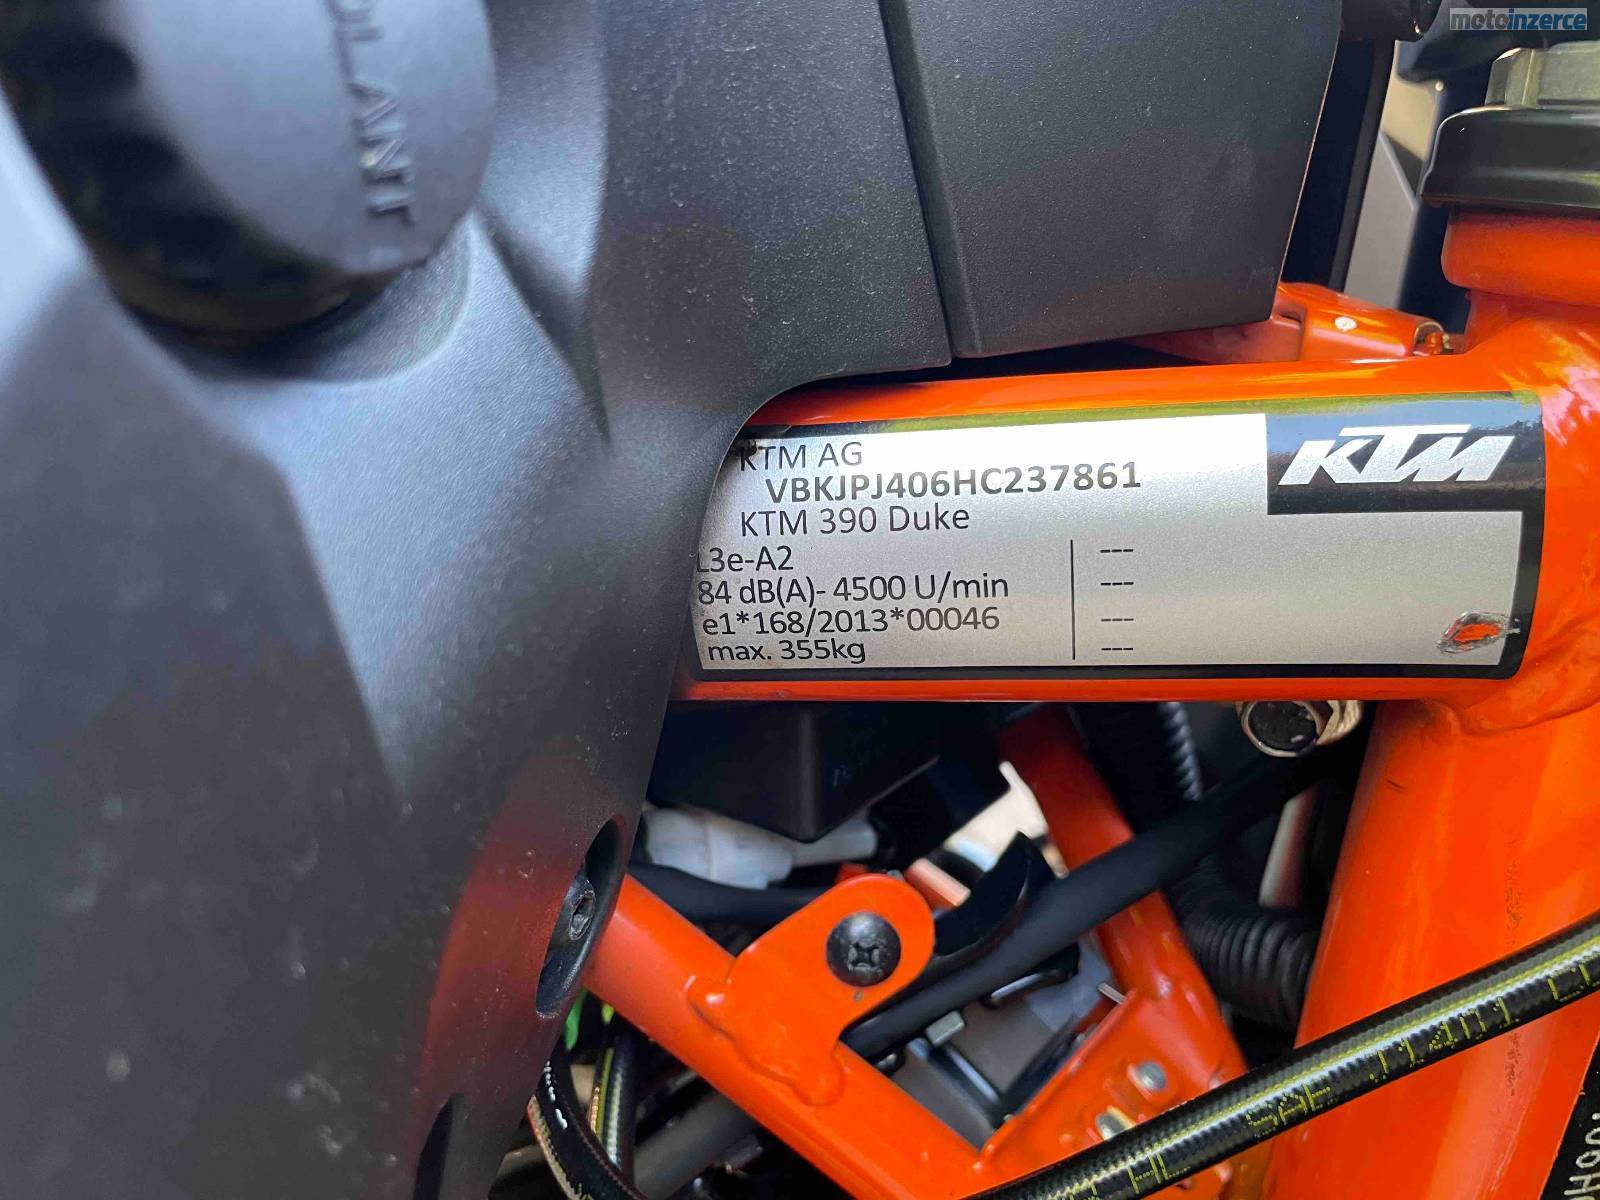 motoinzerce
OLANT
KTM AG
VBKJPJ406HC237861
KTM
KTM 390 Duke
L3e-A2 ---
84 dB(A)- 4500 U/min ---
e1*168/2013*00046 ---
max. 355kg ---